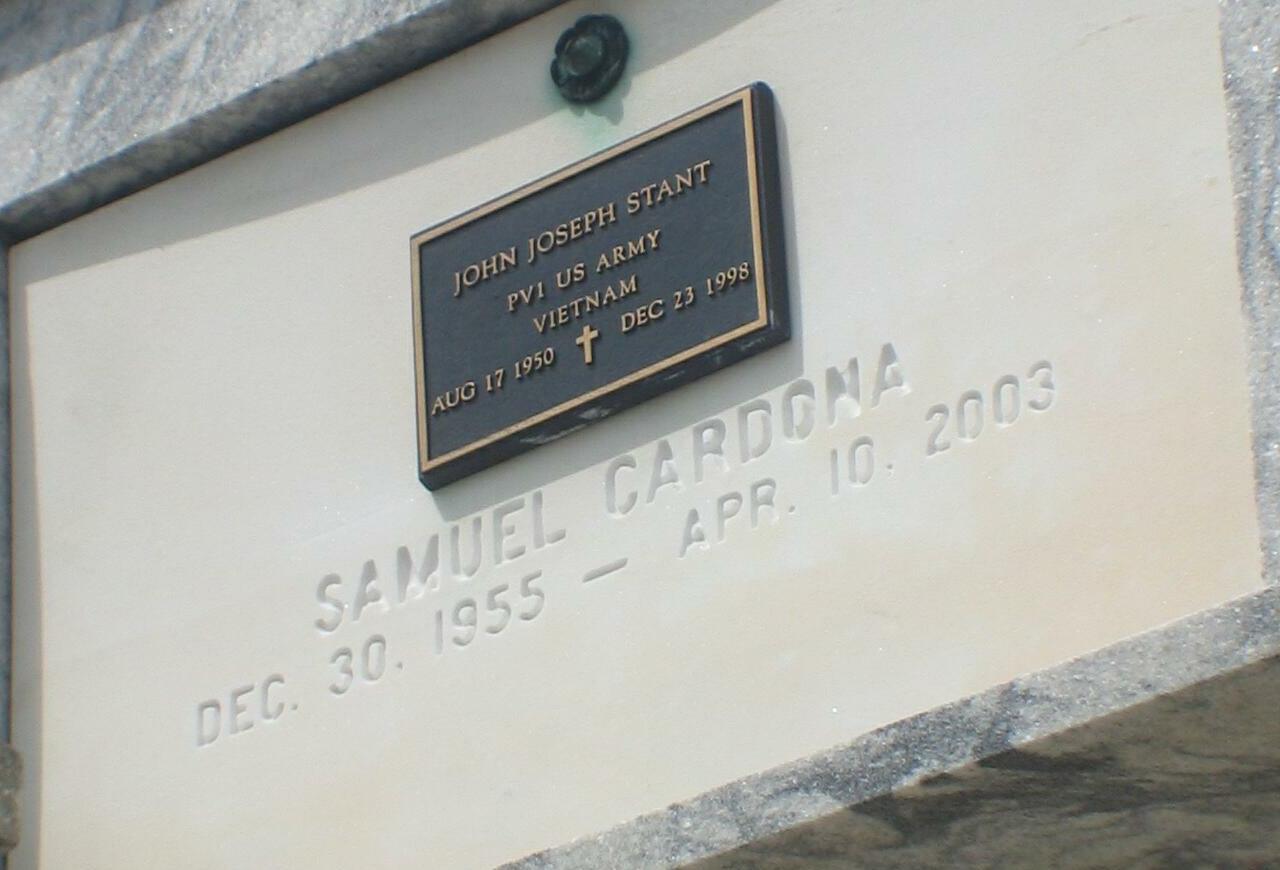 JOHN JOSEPH STANT
PV1 US ARMY
VIETNAM
AUG 17 1950 ✝ DEC 23 1998
SAMUEL CARDONA
DEC. 30. 1955 — APR. 10. 2003